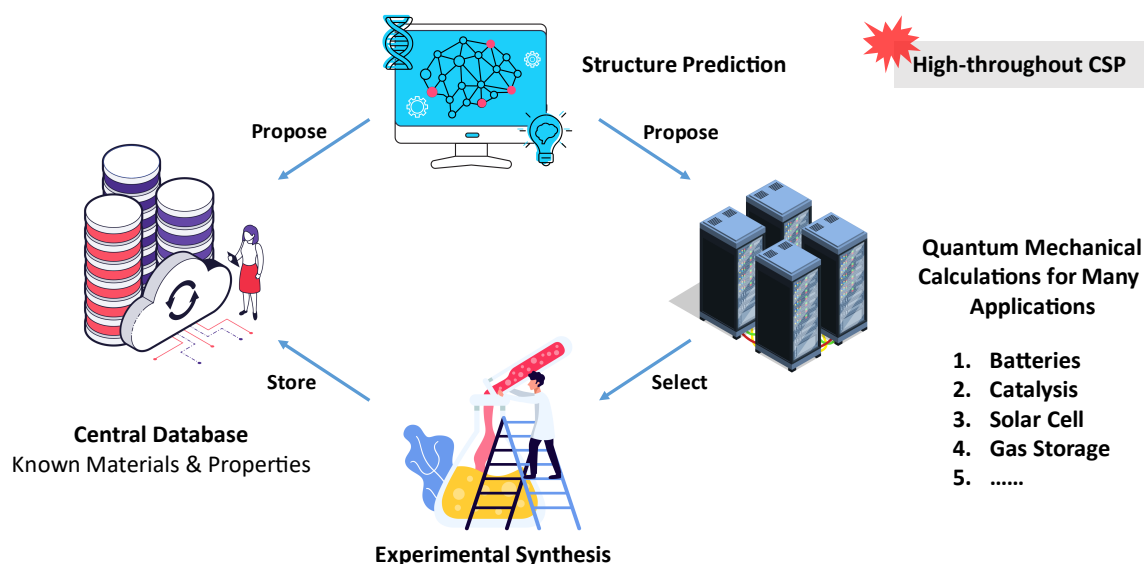 Structure Prediction
High-throughout CSP
Propose
Propose
Quantum Mechanical
Calculations for Many
Applications
1. Batteries
2. Catalysis
3. Solar Cell
4. Gas Storage
5. ......
Store
Select
Central Database
Known Materials & Properties
Experimental Synthesis